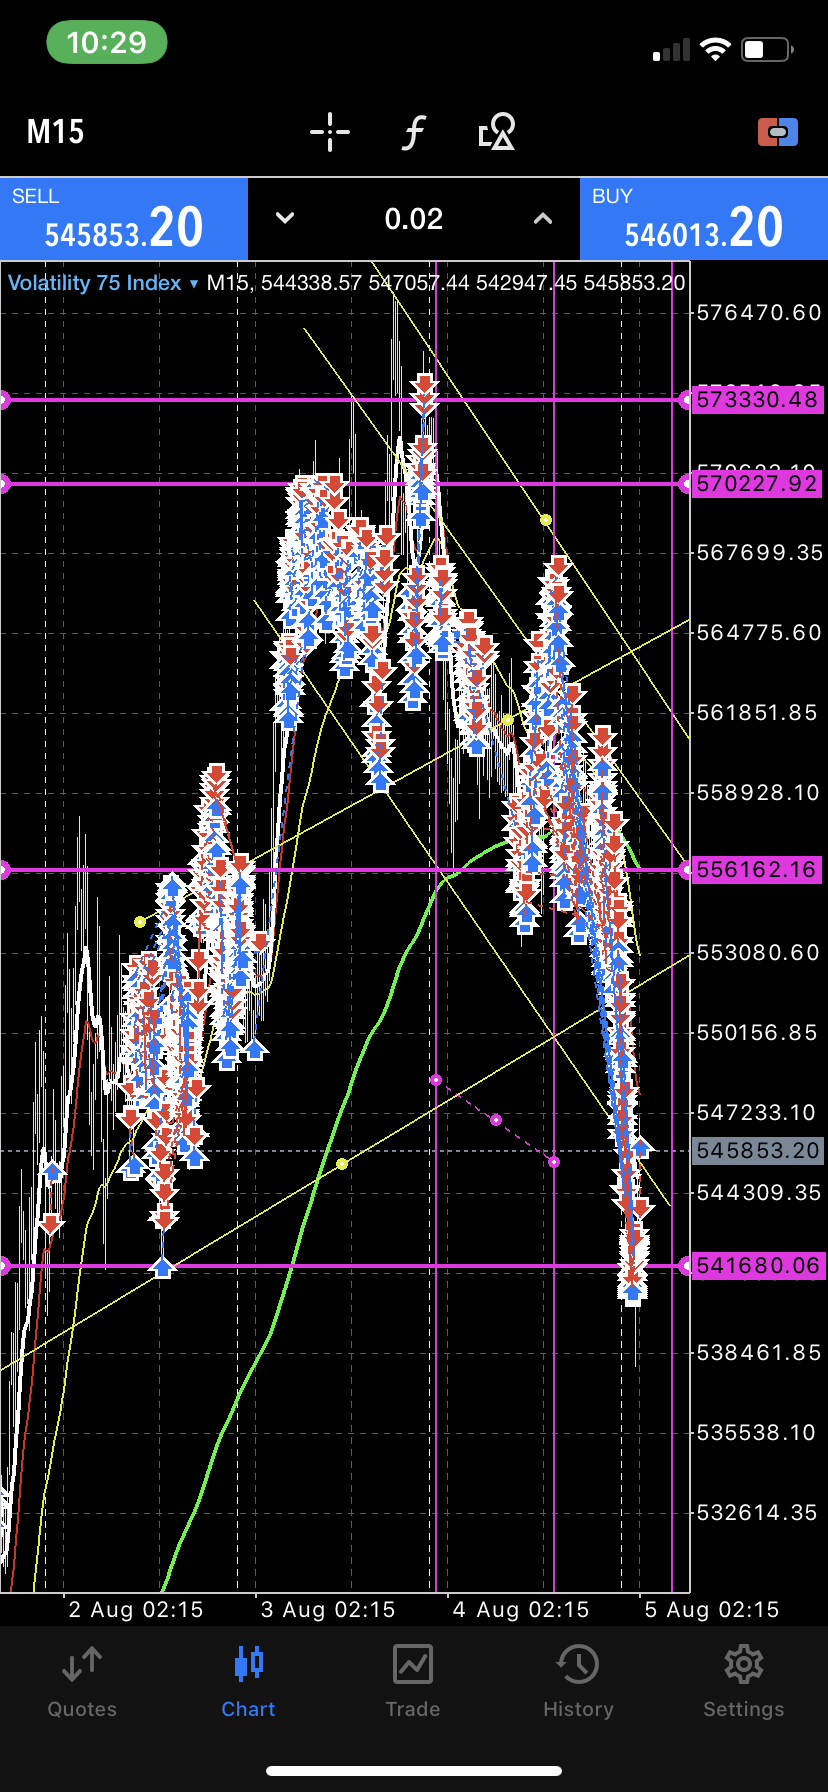 10:29
M15
SELL
545853.20
0.02
BUY
546013.20
Volatility 75 Index ▾ M15, 544338.57 547057.44 542947.45 545853.20
576470.60
573330.48
570227.92
567699.35
564775.60
561851.85
558928.10
556162.16
553080.60
550156.85
547233.10
545853.20
544309.35
541680.06
538461.85
535538.10
532614.35
2 Aug 02:15
3 Aug 02:15
4 Aug 02:15
5 Aug 02:15
Quotes
Chart
Trade
History
Settings